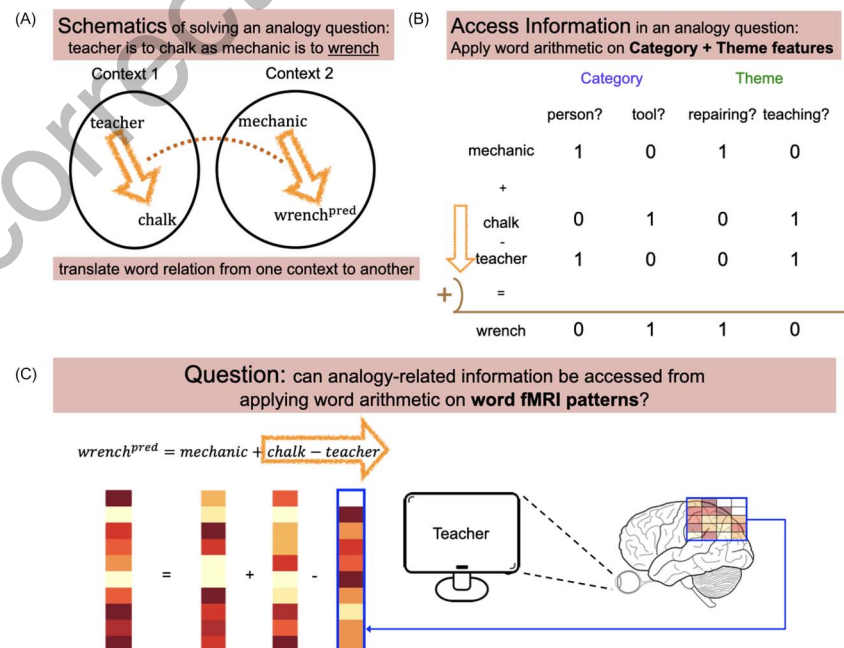 (A)
Schematics of solving an analogy question:
teacher is to chalk as mechanic is to wrench
Context 1 Context 2
teacher mechanic
chalk wrenchᵖʳᵉᵈ
translate word relation from one context to another
(B)
Access Information in an analogy question:
Apply word arithmetic on Category + Theme features
Category Theme
person? tool? repairing? teaching?
mechanic 1 0 1 0
+
chalk 0 1 0 1
-
teacher 1 0 0 1
+ =
wrench 0 1 1 0
(C)
Question: can analogy-related information be accessed from
applying word arithmetic on word fMRI patterns?
wrenchᵖʳᵉᵈ = mechanic + chalk − teacher
= + -
Teacher
correct